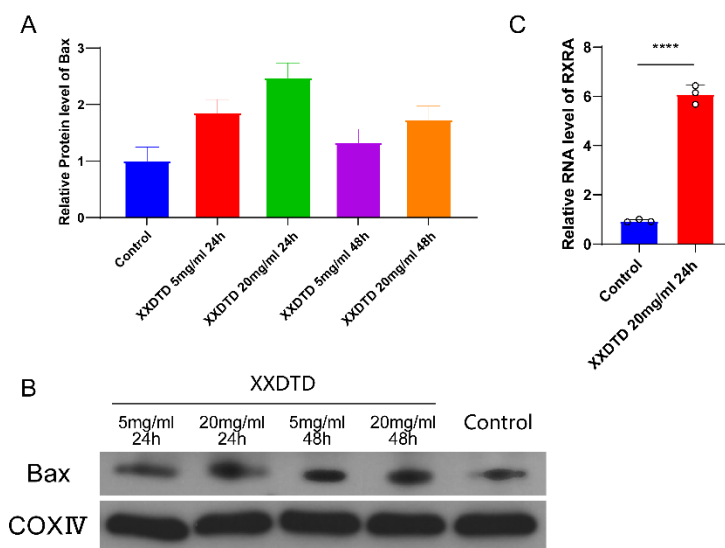 A
Relative Protein level of Bax
3
2
1
0
Control
XXDTD 5mg/ml 24h
XXDTD 20mg/ml 24h
XXDTD 5mg/ml 48h
XXDTD 20mg/ml 48h
C
Relative RNA level of RXRA
8
6
4
2
0
****
Control
XXDTD 20mg/ml 24h
B
XXDTD
5mg/ml 20mg/ml 5mg/ml 20mg/ml Control
24h 24h 48h 48h
Bax
COXⅣ